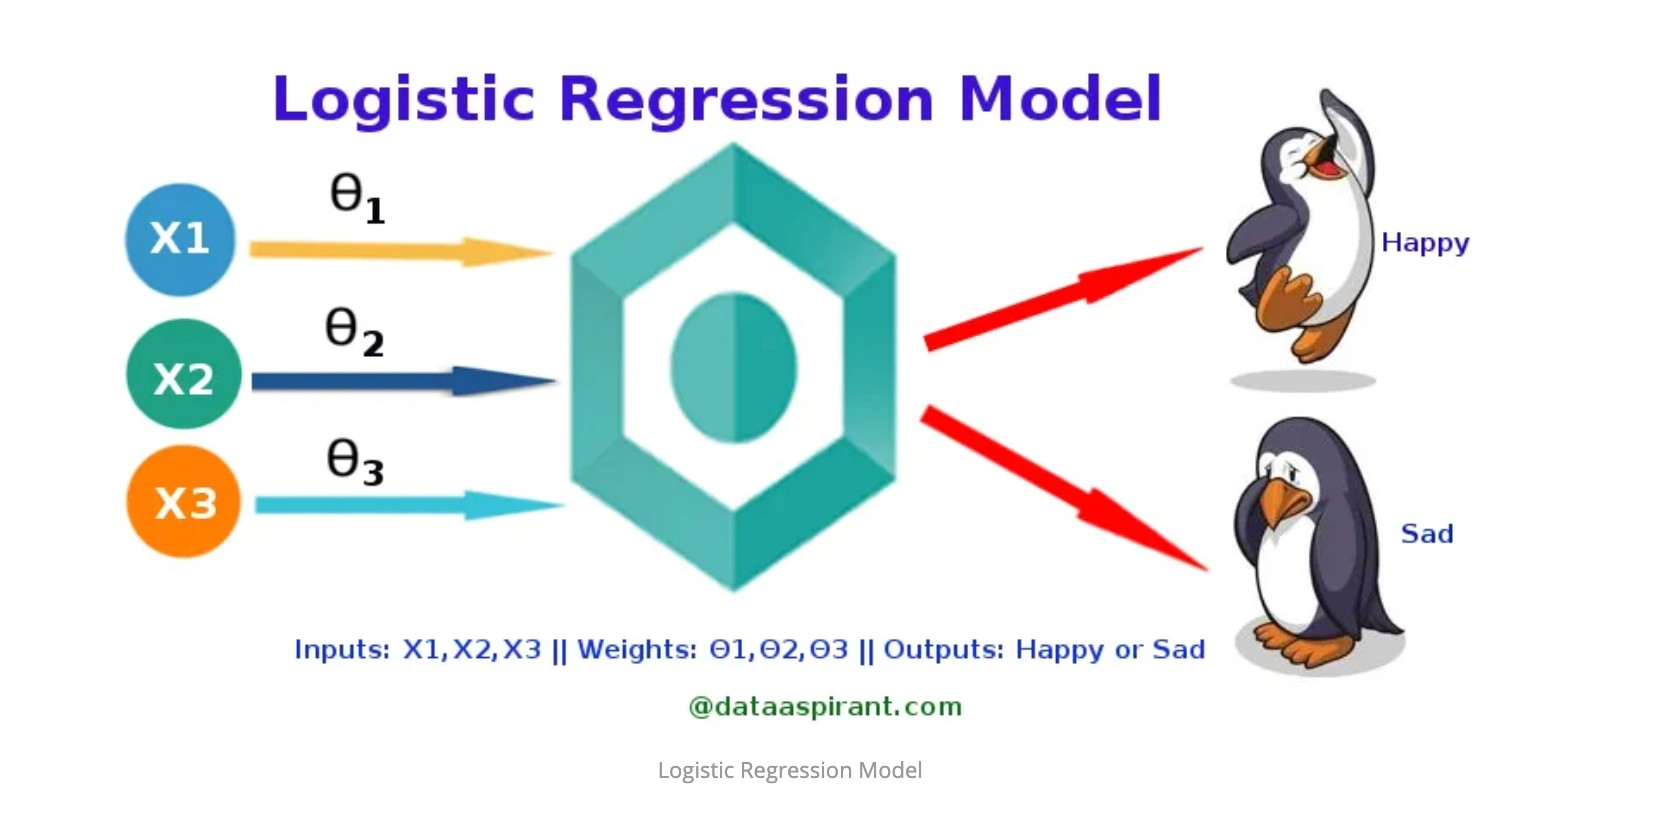 Logistic Regression Model
X1
θ1
X2
θ2
X3
θ3
Happy
Sad
Inputs: X1,X2,X3 || Weights: Θ1,Θ2,Θ3 || Outputs: Happy or Sad
@dataaspirant.com
Logistic Regression Model